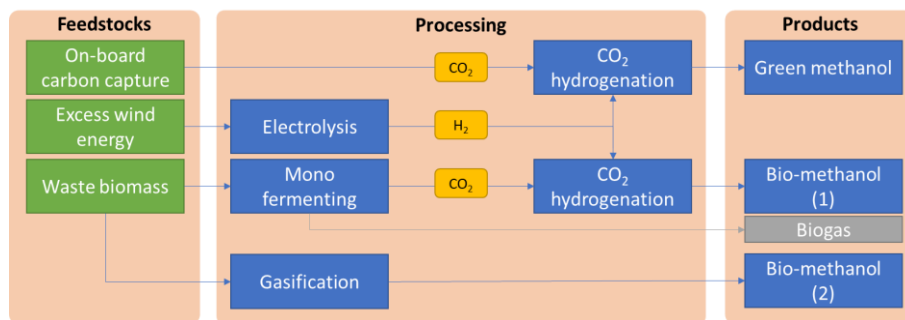 Feedstocks
Processing
Products
On-board
carbon capture
CO₂
CO₂
hydrogenation
Green methanol
Excess wind
energy
Electrolysis
H₂
Waste biomass
Mono
fermenting
CO₂
CO₂
hydrogenation
Bio-methanol
(1)
Biogas
Gasification
Bio-methanol
(2)